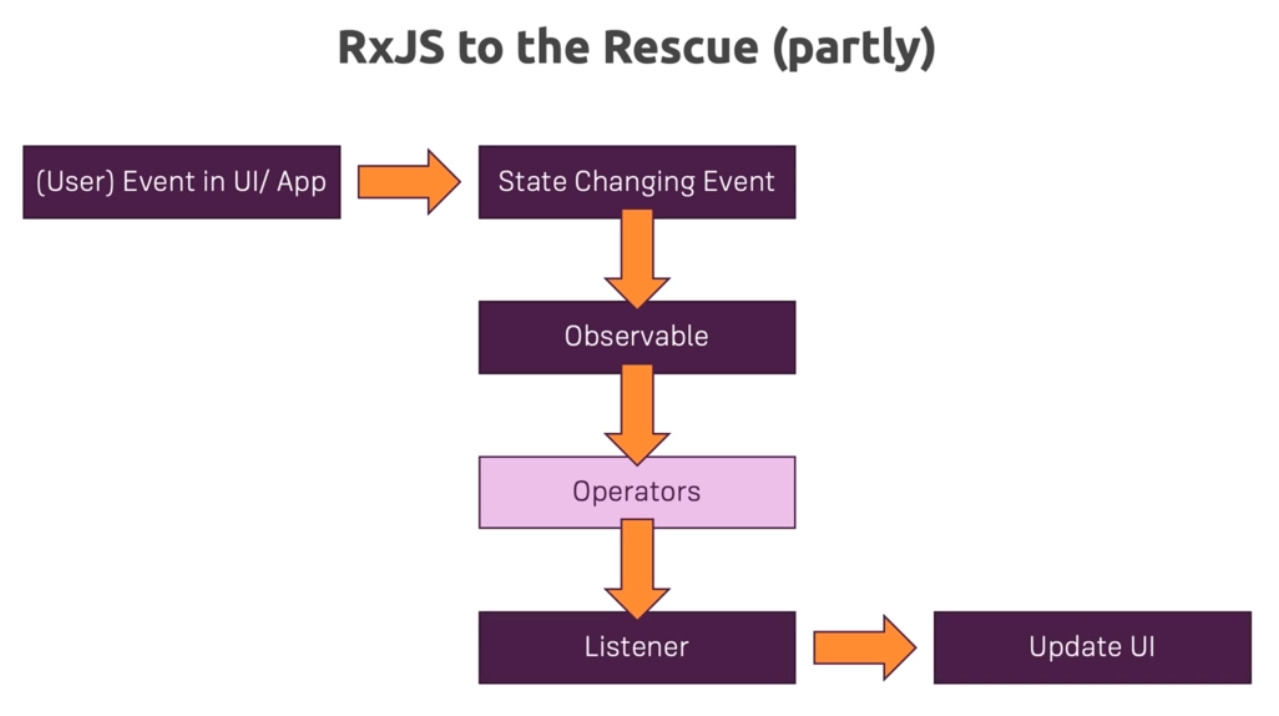 RxJS to the Rescue (partly)
(User) Event in UI/ App
State Changing Event
Observable
Operators
Listener
Update UI